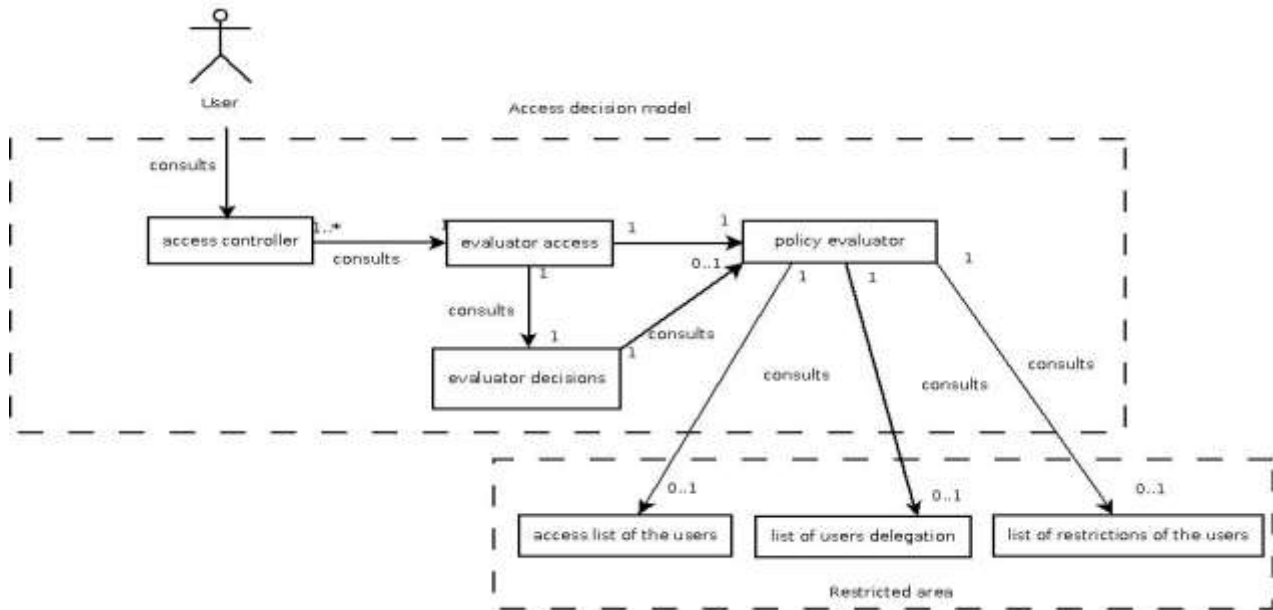 User
Access decision model
consults
access controller
1..*
consults
1
evaluator access
1
1
policy evaluator
0..1
1
consults
1
evaluator decisions
1
consults
1
1
1
consults
consults
consults
0..1
0..1
0..1
access list of the users
list of users delegation
list of restrictions of the users
Restricted area